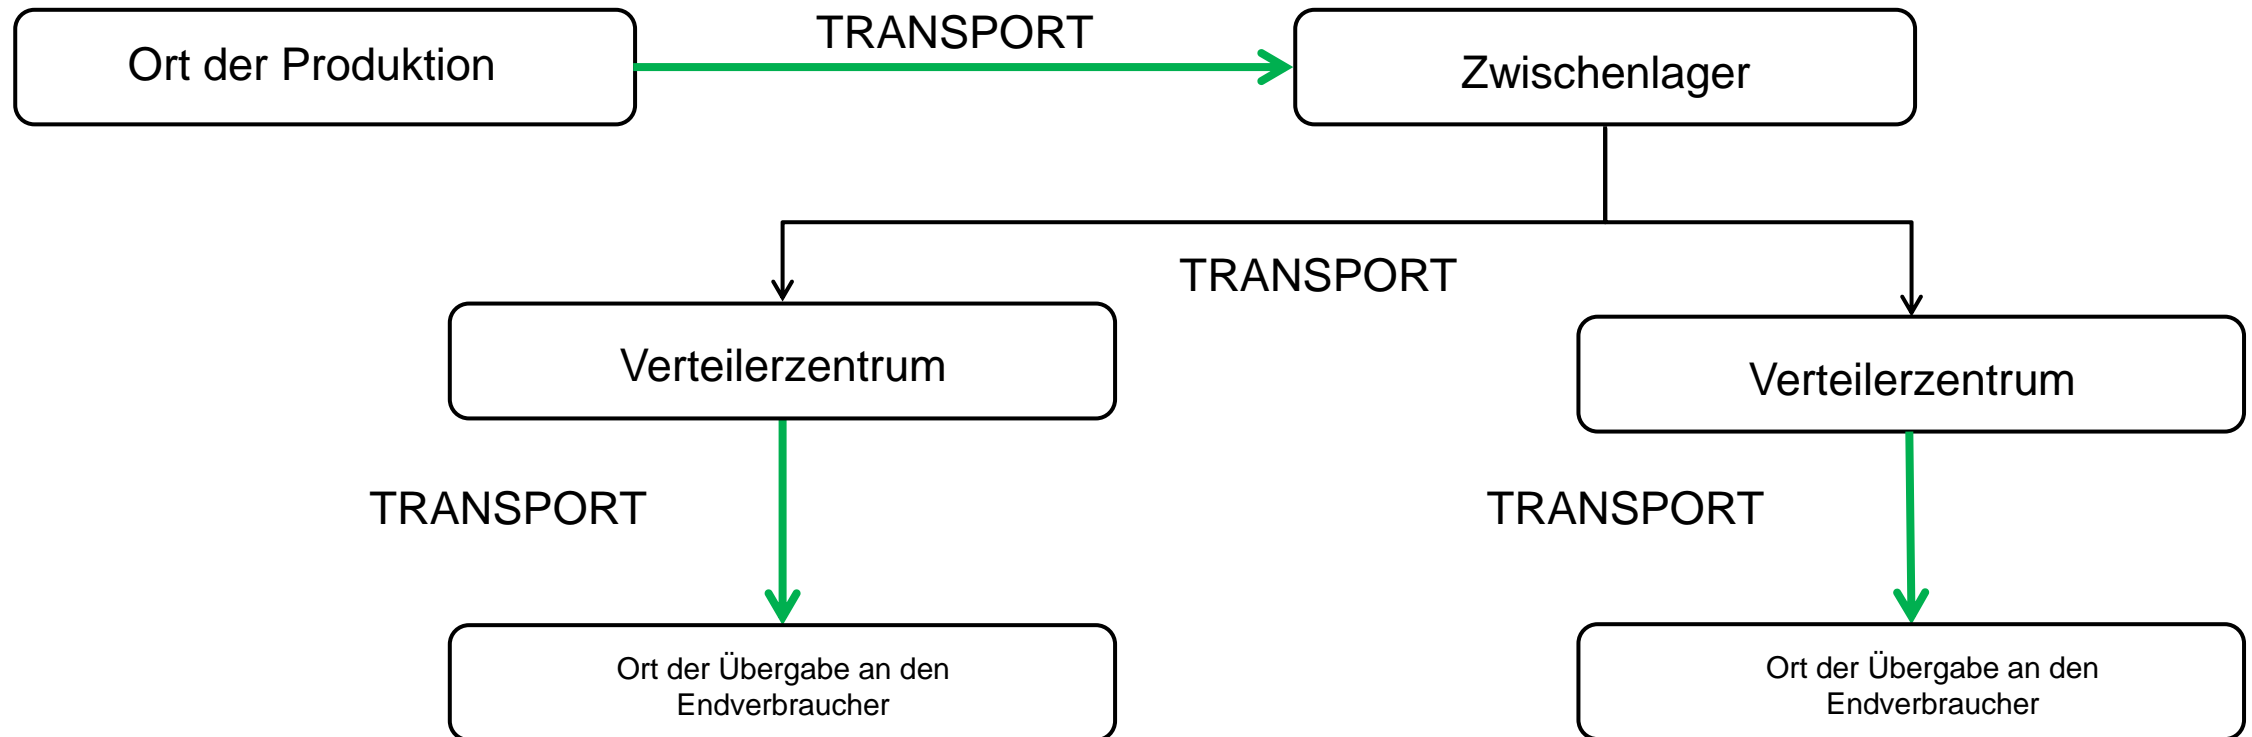 Ort der Produktion
TRANSPORT
Zwischenlager
TRANSPORT
Verteilerzentrum
Verteilerzentrum
TRANSPORT
TRANSPORT
Ort der Übergabe an den
Endverbraucher
Ort der Übergabe an den
Endverbraucher